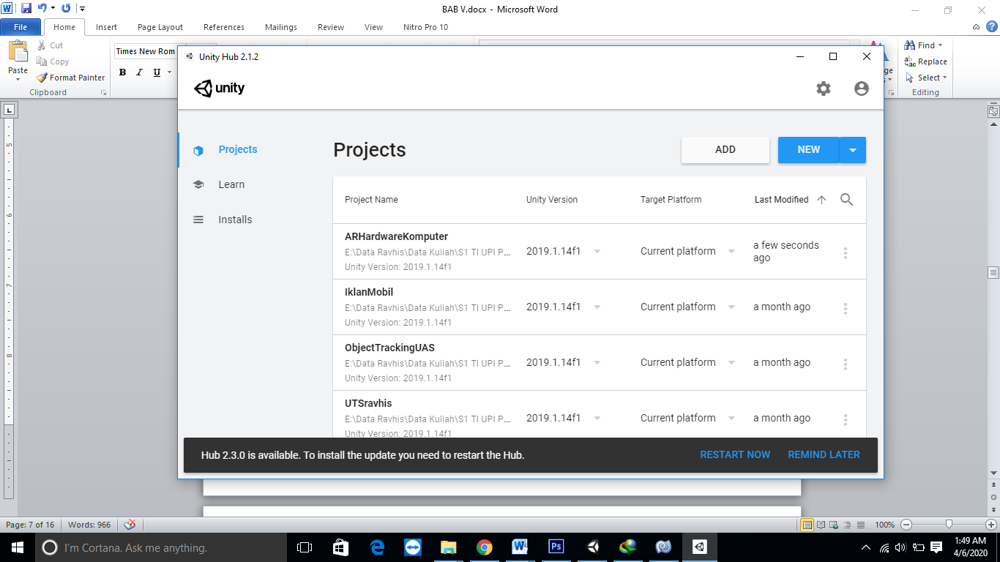 BAB V.docx - Microsoft Word
File Home Insert Page Layout References Mailings Review View Nitro Pro 10
Paste
Cut
Copy
Format Painter
Clipboard
Times New Rom
B I U
Find
Replace
Select
Editing
Unity Hub 2.1.2
unity
Projects
Learn
Installs
Projects
ADD
NEW
Project Name Unity Version Target Platform Last Modified
ARHardwareKomputer
E:\Data Ravhis\Data Kuliah\S1 TI UPI P...
Unity Version: 2019.1.14f1
2019.1.14f1
Current platform
a few seconds
ago
IklanMobil
E:\Data Ravhis\Data Kuliah\S1 TI UPI P...
Unity Version: 2019.1.14f1
2019.1.14f1
Current platform
a month ago
ObjectTrackingUAS
E:\Data Ravhis\Data Kuliah\S1 TI UPI P...
Unity Version: 2019.1.14f1
2019.1.14f1
Current platform
a month ago
UTSravhis
E:\Data Ravhis\Data Kuliah\S1 TI UPI P...
Unity Version: 2019.1.14f1
2019.1.14f1
Current platform
a month ago
Hub 2.3.0 is available. To install the update you need to restart the Hub.
RESTART NOW
REMIND LATER
5
6
7
8
Page: 7 of 16
Words: 966
100%
I'm Cortana. Ask me anything.
Ps
1:49 AM
4/6/2020